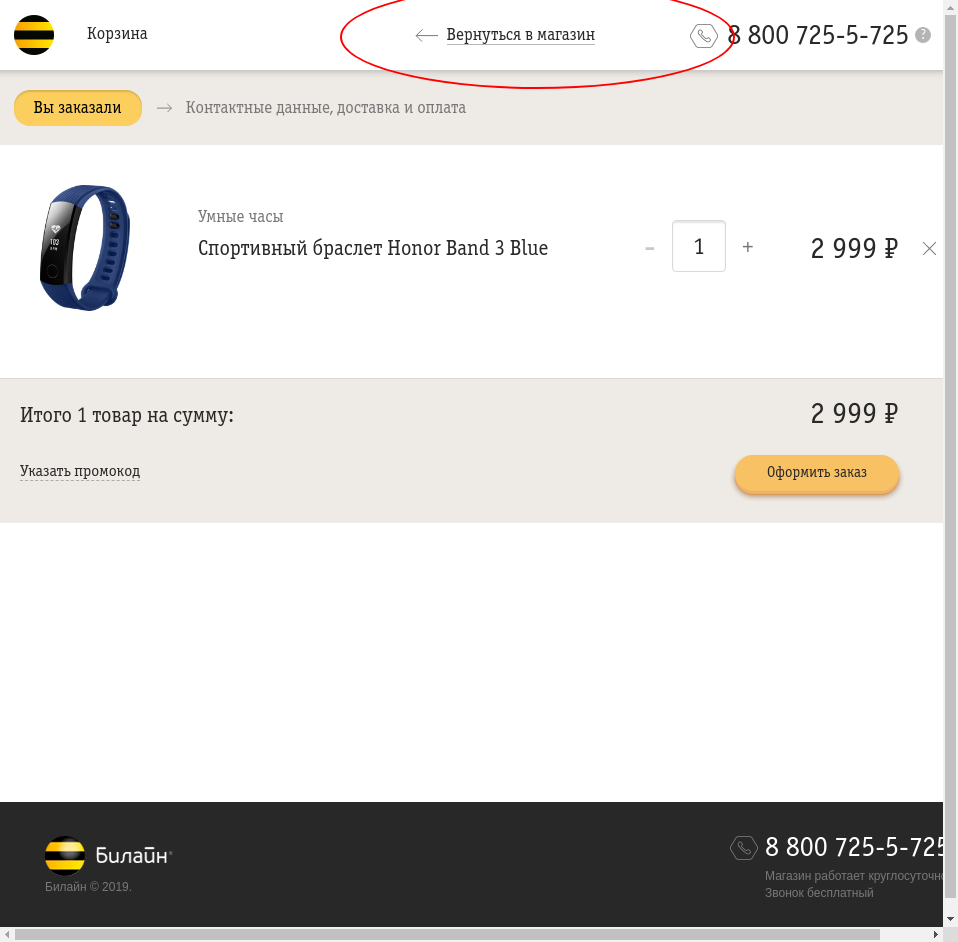 Корзина
Вернуться в магазин
8 800 725-5-725
?
Вы заказали
Контактные данные, доставка и оплата
Умные часы
Спортивный браслет Honor Band 3 Blue
- 1 +
2 999 ₽
103
Итого 1 товар на сумму:
2 999 ₽
Указать промокод
Оформить заказ
Билайн
8 800 725-5-725
Билайн © 2019.
Магазин работает круглосуточно
Звонок бесплатный